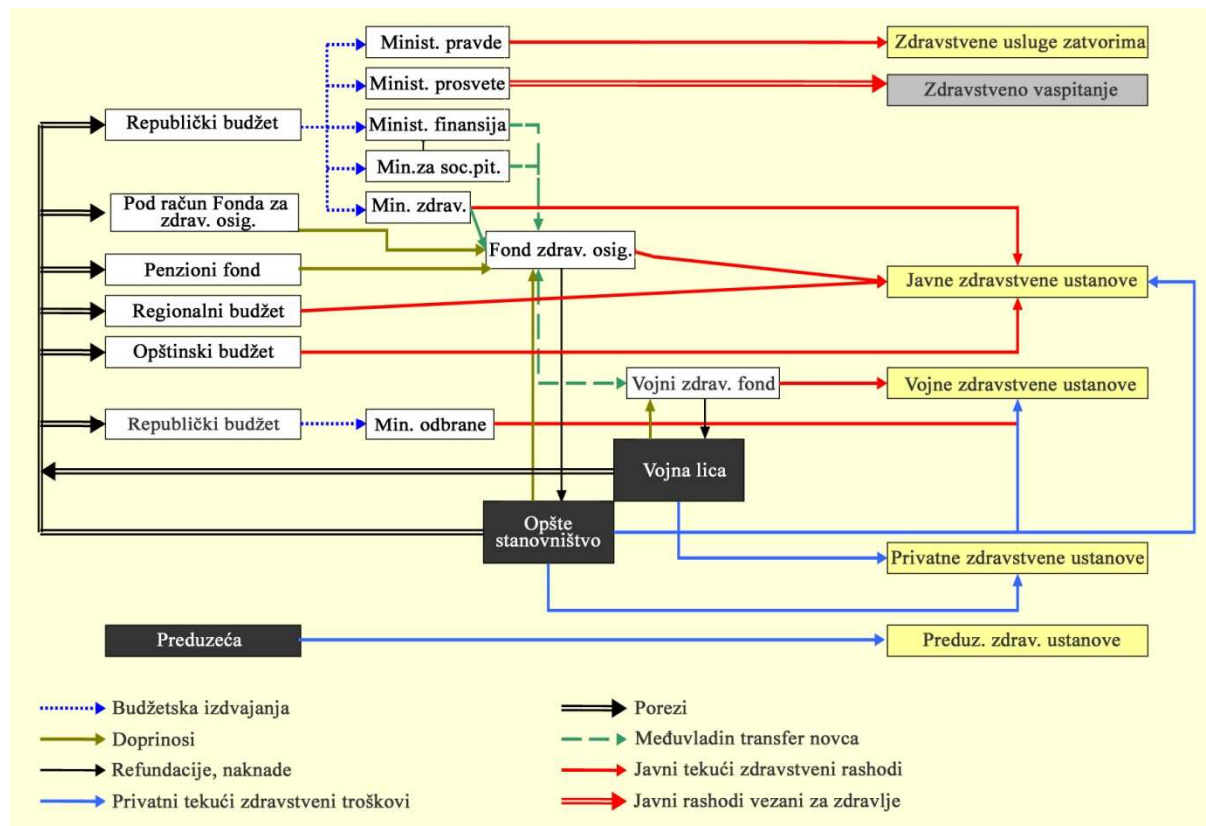 Minist. pravde
Zdravstvene usluge zatvorima
Minist. prosvete
Zdravstveno vaspitanje
Republički budžet
Minist. finansija
Min.za soc.pit.
Pod račun Fonda za
zdrav. osig.
Min. zdrav.
Fond zdrav. osig.
Penzioni fond
Javne zdravstvene ustanove
Regionalni budžet
Opštinski budžet
Vojni zdrav. fond
Vojne zdravstvene ustanove
Republički budžet
Min. odbrane
Vojna lica
Opšte
stanovništvo
Privatne zdravstvene ustanove
Preduzeća
Preduz. zdrav. ustanove
Budžetska izdvajanja
Porezi
Doprinosi
Međuvladin transfer novca
Refundacije, naknade
Javni tekući zdravstveni rashodi
Privatni tekući zdravstveni troškovi
Javni rashodi vezani za zdravlje